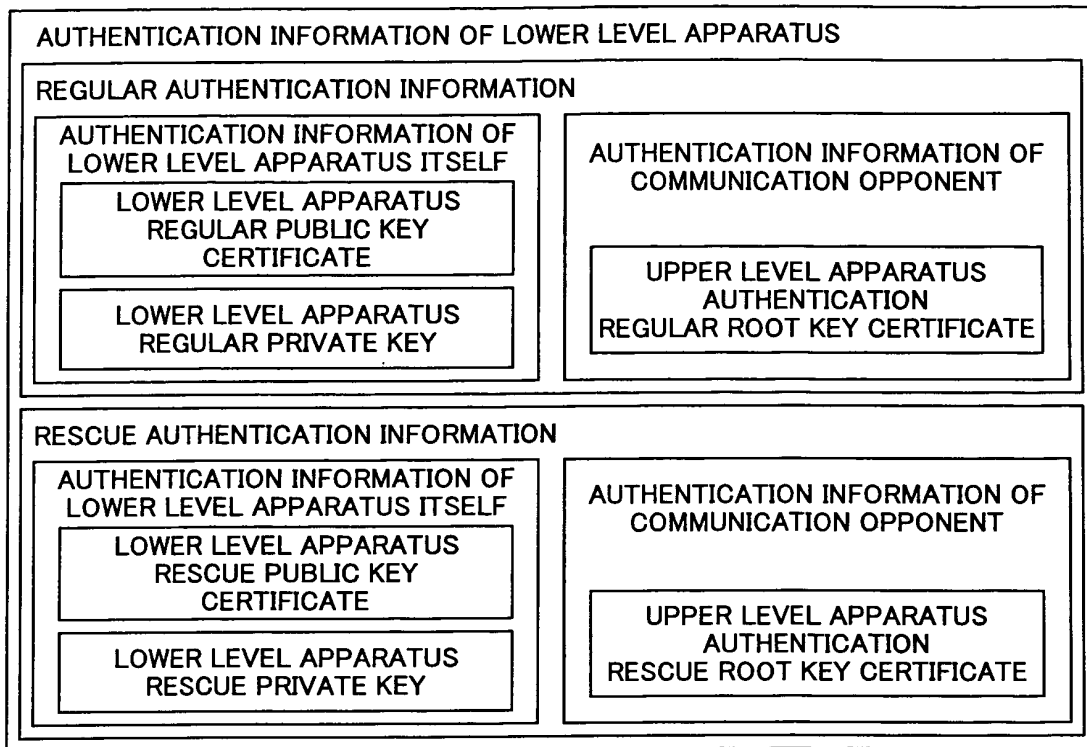 AUTHENTICATION INFORMATION OF LOWER LEVEL APPARATUS
REGULAR AUTHENTICATION INFORMATION
AUTHENTICATION INFORMATION OF
LOWER LEVEL APPARATUS ITSELF
LOWER LEVEL APPARATUS
REGULAR PUBLIC KEY
CERTIFICATE
LOWER LEVEL APPARATUS
REGULAR PRIVATE KEY
AUTHENTICATION INFORMATION OF
COMMUNICATION OPPONENT
UPPER LEVEL APPARATUS
AUTHENTICATION
REGULAR ROOT KEY CERTIFICATE
RESCUE AUTHENTICATION INFORMATION
AUTHENTICATION INFORMATION OF
LOWER LEVEL APPARATUS ITSELF
LOWER LEVEL APPARATUS
RESCUE PUBLIC KEY
CERTIFICATE
LOWER LEVEL APPARATUS
RESCUE PRIVATE KEY
AUTHENTICATION INFORMATION OF
COMMUNICATION OPPONENT
UPPER LEVEL APPARATUS
AUTHENTICATION
RESCUE ROOT KEY CERTIFICATE